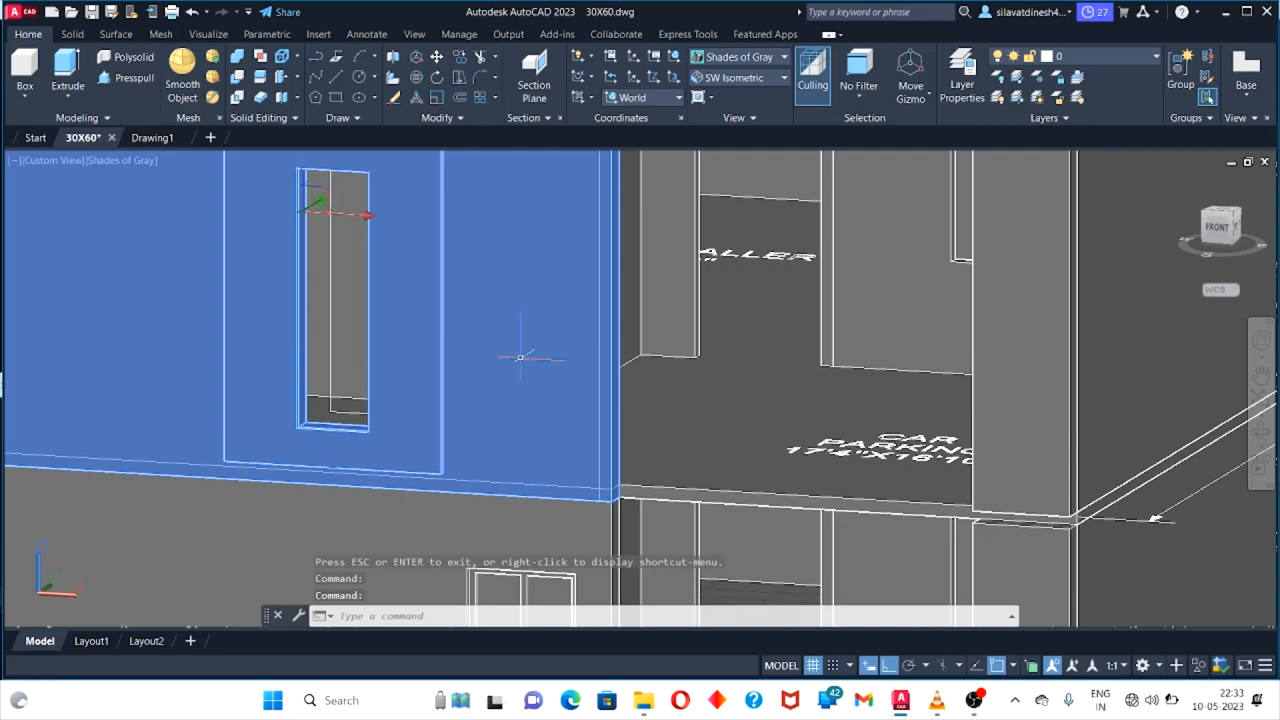 CAD
Share
Autodesk AutoCAD 2023 30X60.dwg
Type a keyword or phrase
silavatdinesh4...
27
Home Solid Surface Mesh Visualize Parametric Insert Annotate View Manage Output Add-ins Collaborate Express Tools Featured Apps
Box
Extrude
Polysolid
Presspull
Smooth
Object
Section
Plane
Shades of Gray
SW Isometric
World
Culling
No Filter
Move
Gizmo
Layer
Properties
0
Group
Base
Modeling
Mesh
Solid Editing
Draw
Modify
Section
Coordinates
View
Selection
Layers
Groups
View
Start 30X60* Drawing1
[−][Custom View][Shades of Gray]
FRONT
WCS
ALLER
CAR
PARKING
Press ESC or ENTER to exit, or right-click to display shortcut-menu.
Command:
Command:
Type a command
Model Layout1 Layout2
MODEL
1:1
Search
42
ENG
IN
22:33
10-05-2023